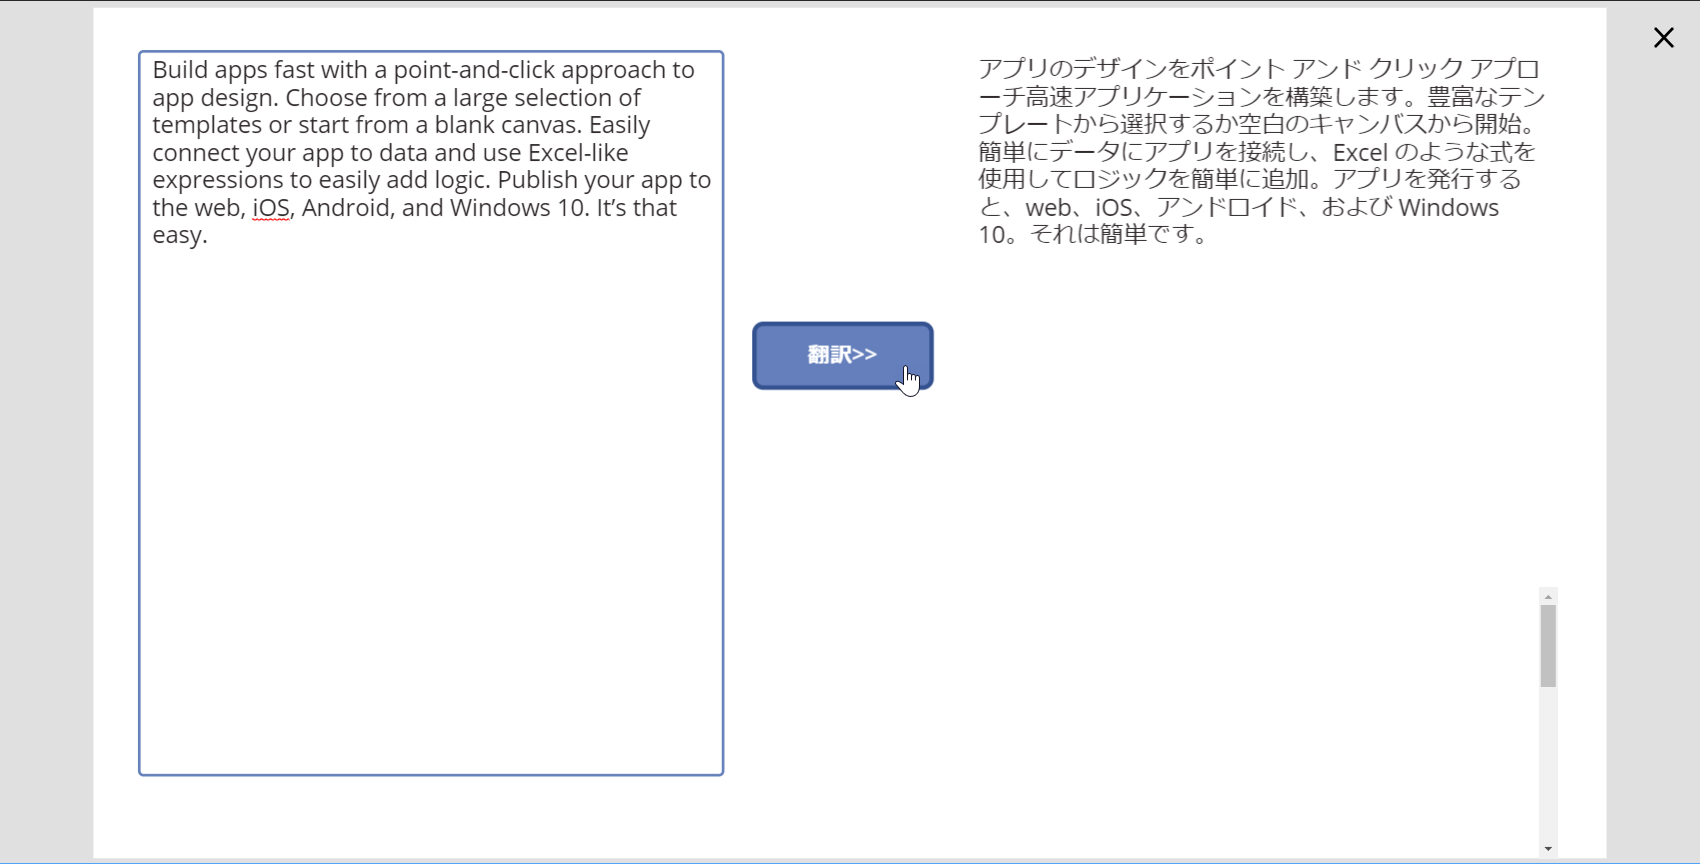 Build apps fast with a point-and-click approach to
app design. Choose from a large selection of
templates or start from a blank canvas. Easily
connect your app to data and use Excel-like
expressions to easily add logic. Publish your app to
the web, iOS, Android, and Windows 10. It’s that
easy.
翻訳>>
アプリのデザインをポイント アンド クリック アプロ
ーチ高速アプリケーションを構築します。豊富なテン
プレートから選択するか空白のキャンバスから開始。
簡単にデータにアプリを接続し、Excel のような式を
使用してロジックを簡単に追加。アプリを発行する
と、web、iOS、アンドロイド、および Windows
10。それは簡単です。